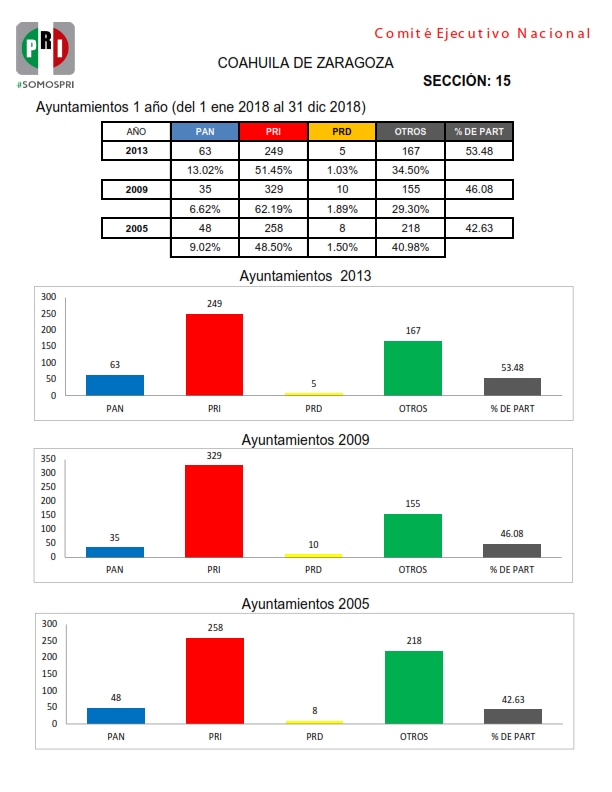 Comité Ejecutivo Nacional
PRI
#SOMOSPRI
COAHUILA DE ZARAGOZA
SECCIÓN: 15
Ayuntamientos 1 año (del 1 ene 2018 al 31 dic 2018)
AÑO PAN PRI PRD OTROS % DE PART
2013 63 249 5 167 53.48
13.02% 51.45% 1.03% 34.50%
2009 35 329 10 155 46.08
6.62% 62.19% 1.89% 29.30%
2005 48 258 8 218 42.63
9.02% 48.50% 1.50% 40.98%
Ayuntamientos 2013
300
250
200
150
100
50
0
63 249 5 167 53.48
PAN PRI PRD OTROS % DE PART
Ayuntamientos 2009
350
300
250
200
150
100
50
0
35 329 10 155 46.08
PAN PRI PRD OTROS % DE PART
Ayuntamientos 2005
300
250
200
150
100
50
0
48 258 8 218 42.63
PAN PRI PRD OTROS % DE PART